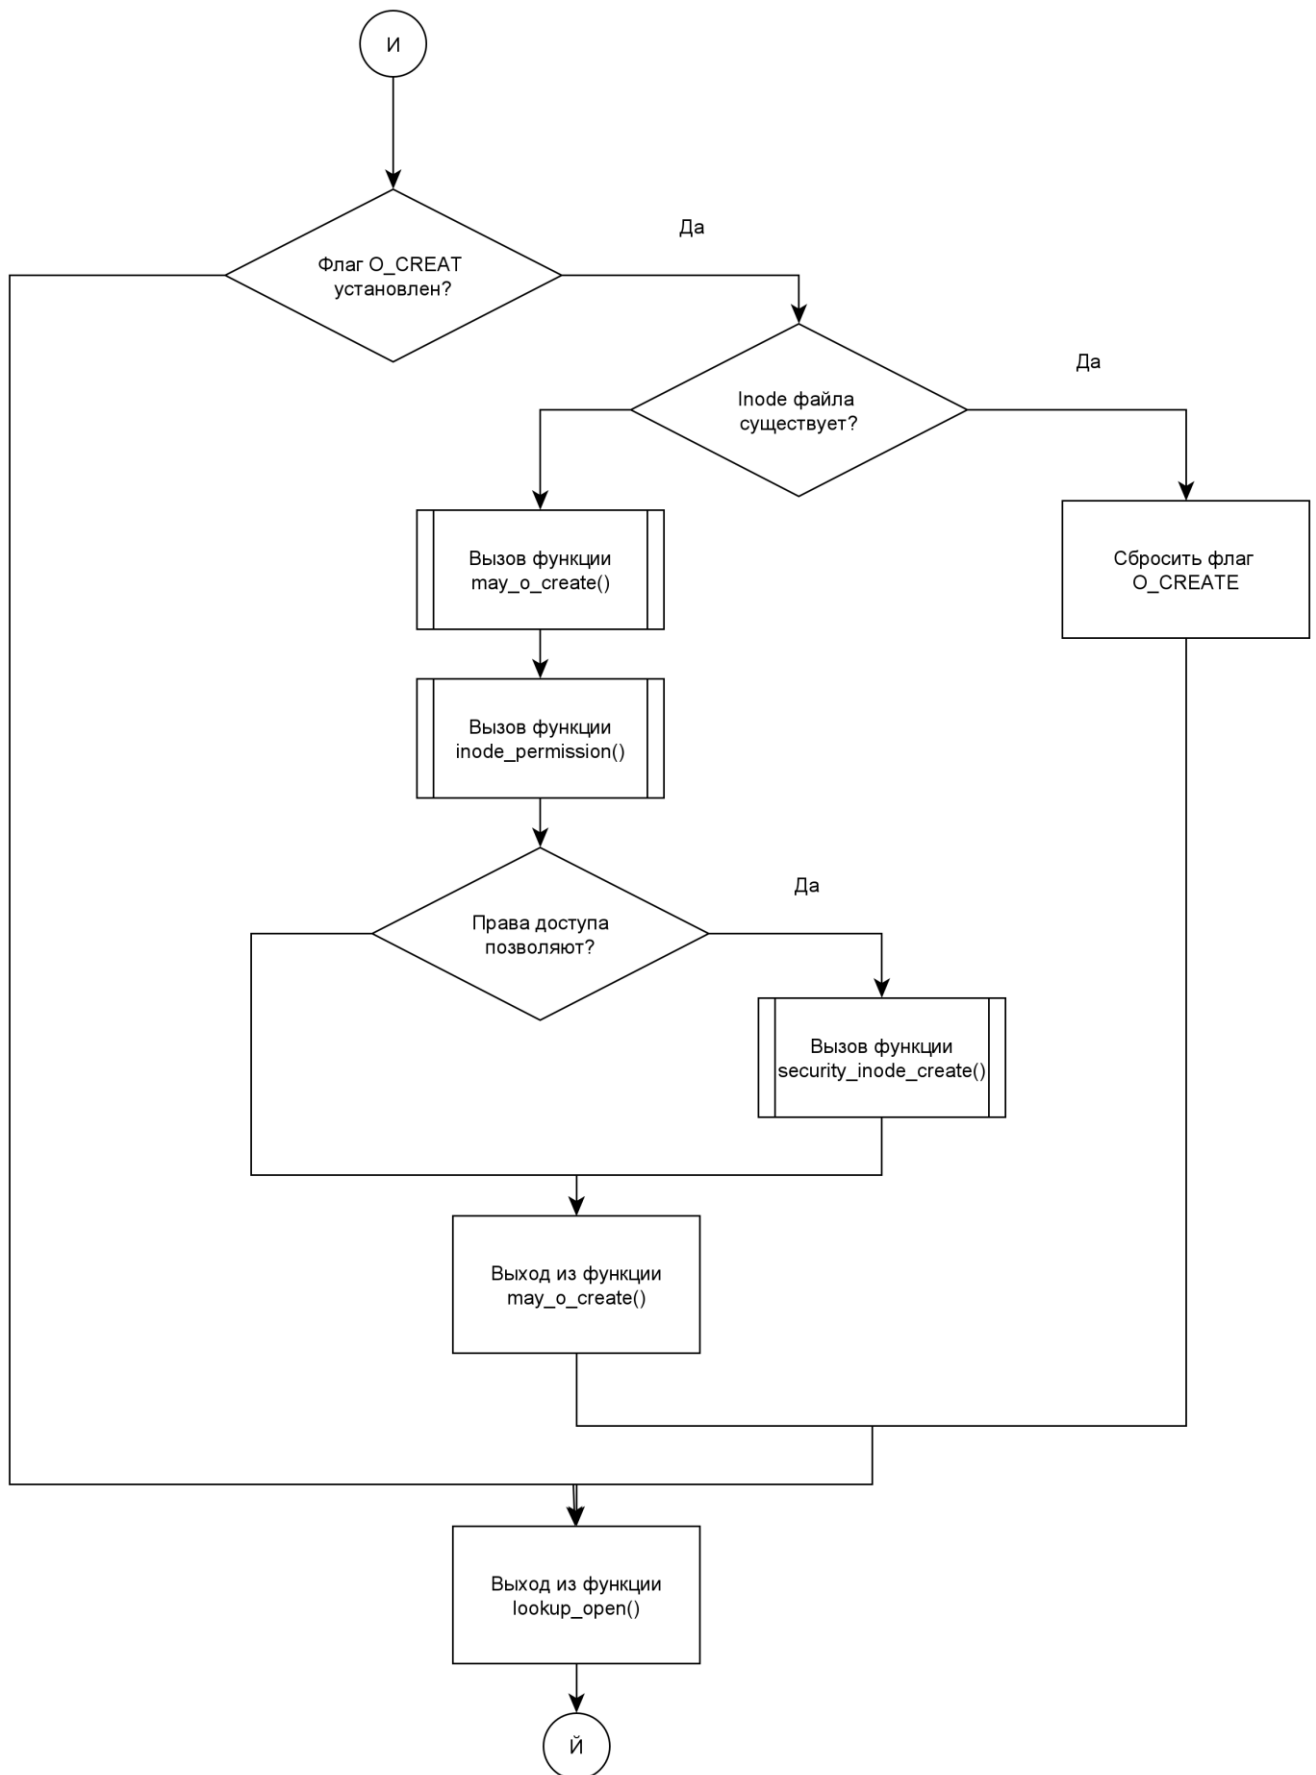 И
Да
Флаг O_CREAT
установлен?
Да
Inode файла
существует?
Вызов функции
may_o_create()
Сбросить флаг
O_CREATE
Вызов функции
inode_permission()
Да
Права доступа
позволяют?
Вызов функции
security_inode_create()
Выход из функции
may_o_create()
Выход из функции
lookup_open()
Й